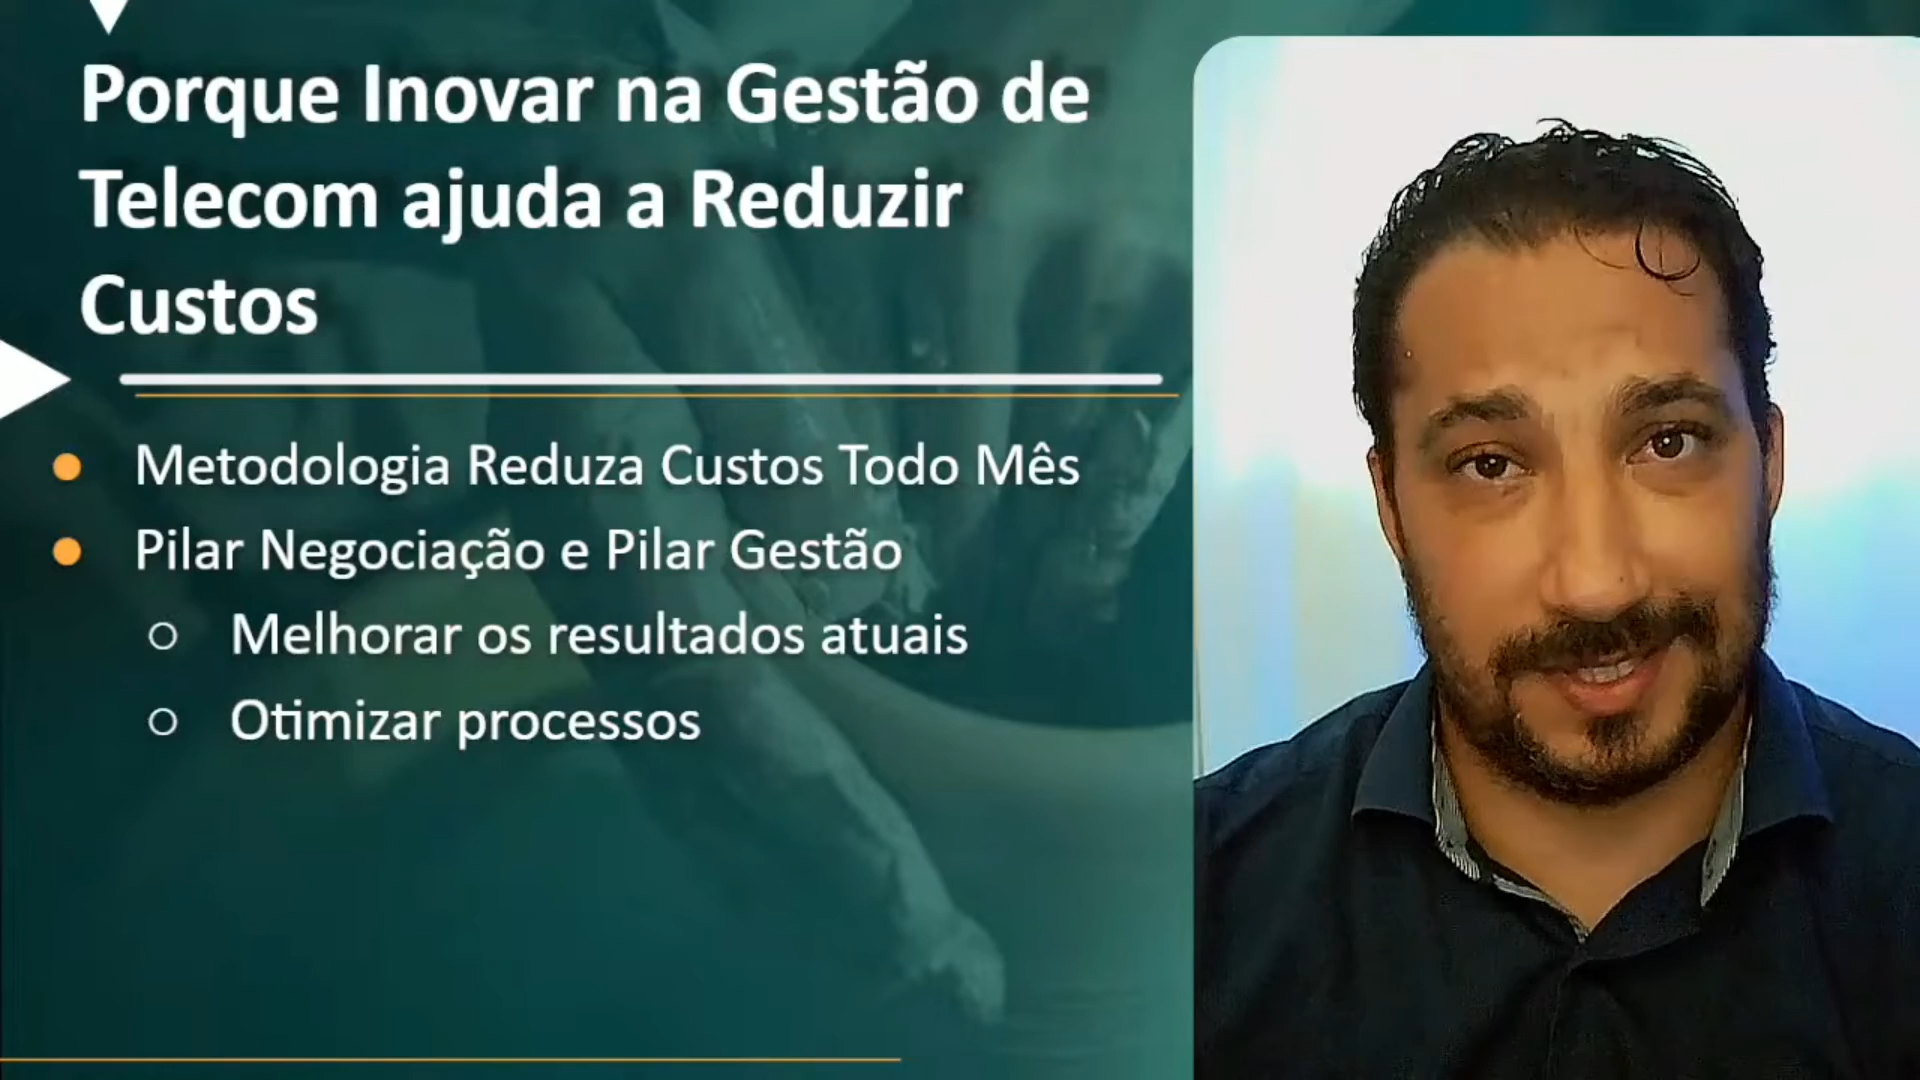 Porque Inovar na Gestão de
Telecom ajuda a Reduzir
Custos
Metodologia Reduza Custos Todo Mês
Pilar Negociação e Pilar Gestão
Melhorar os resultados atuais
Otimizar processos